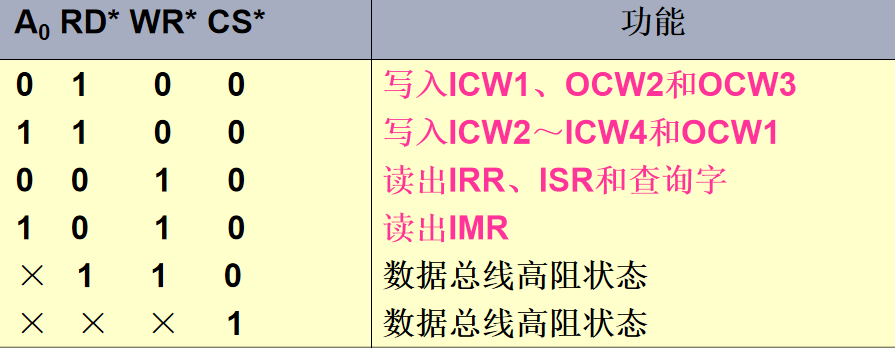 A₀ RD* WR* CS* 功能
0 1 0 0 写入ICW1、OCW2和OCW3
1 1 0 0 写入ICW2～ICW4和OCW1
0 0 1 0 读出IRR、ISR和查询字
1 0 1 0 读出IMR
× 1 1 0 数据总线高阻状态
× × × 1 数据总线高阻状态